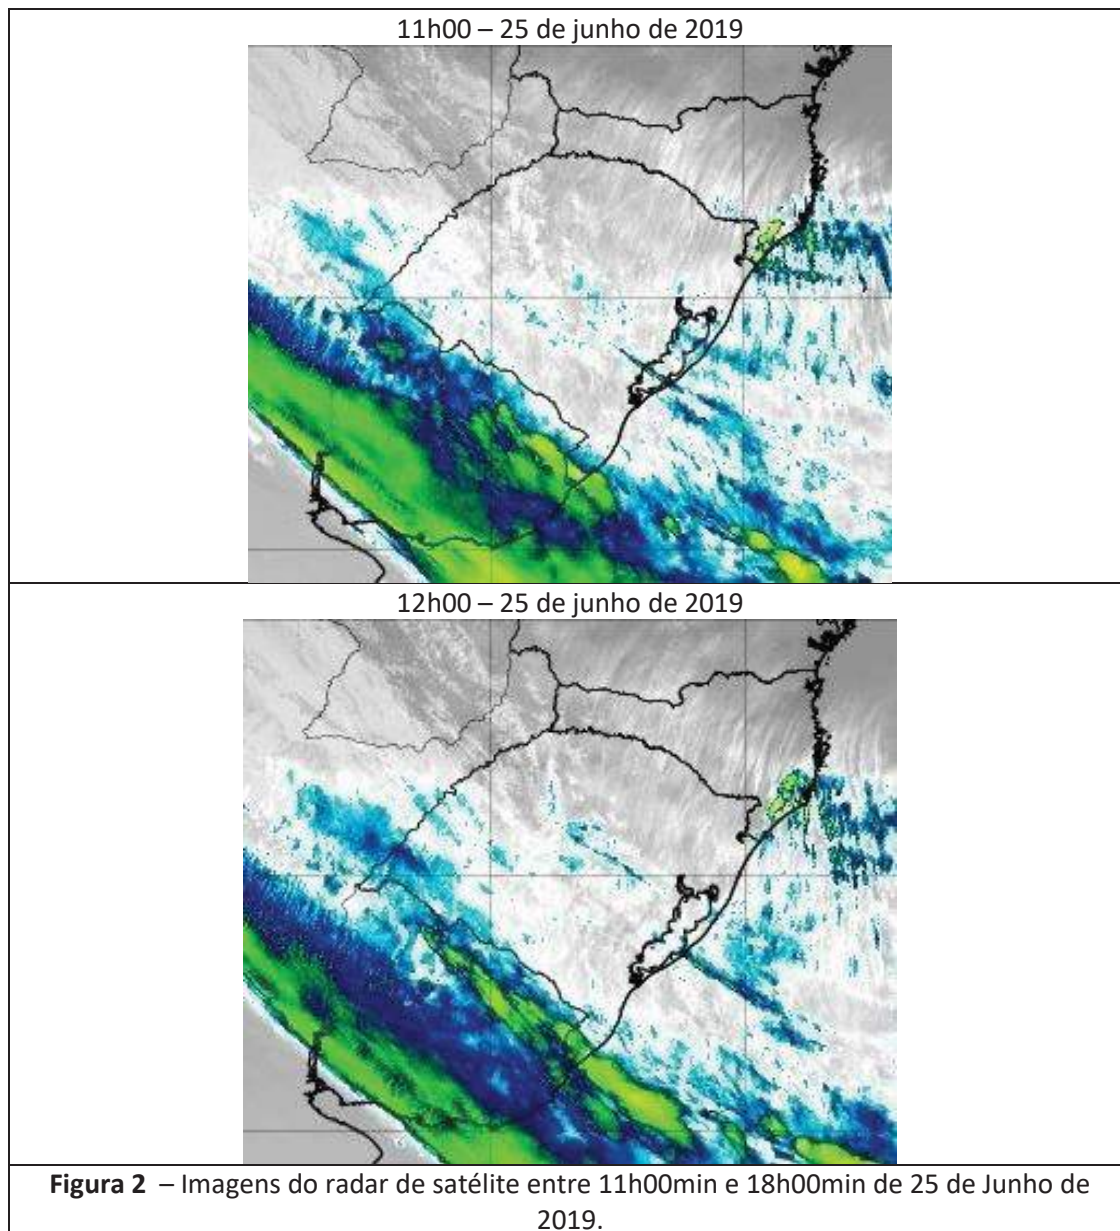 11h00 – 25 de junho de 2019
12h00 – 25 de junho de 2019
Figura 2 – Imagens do radar de satélite entre 11h00min e 18h00min de 25 de Junho de
2019.